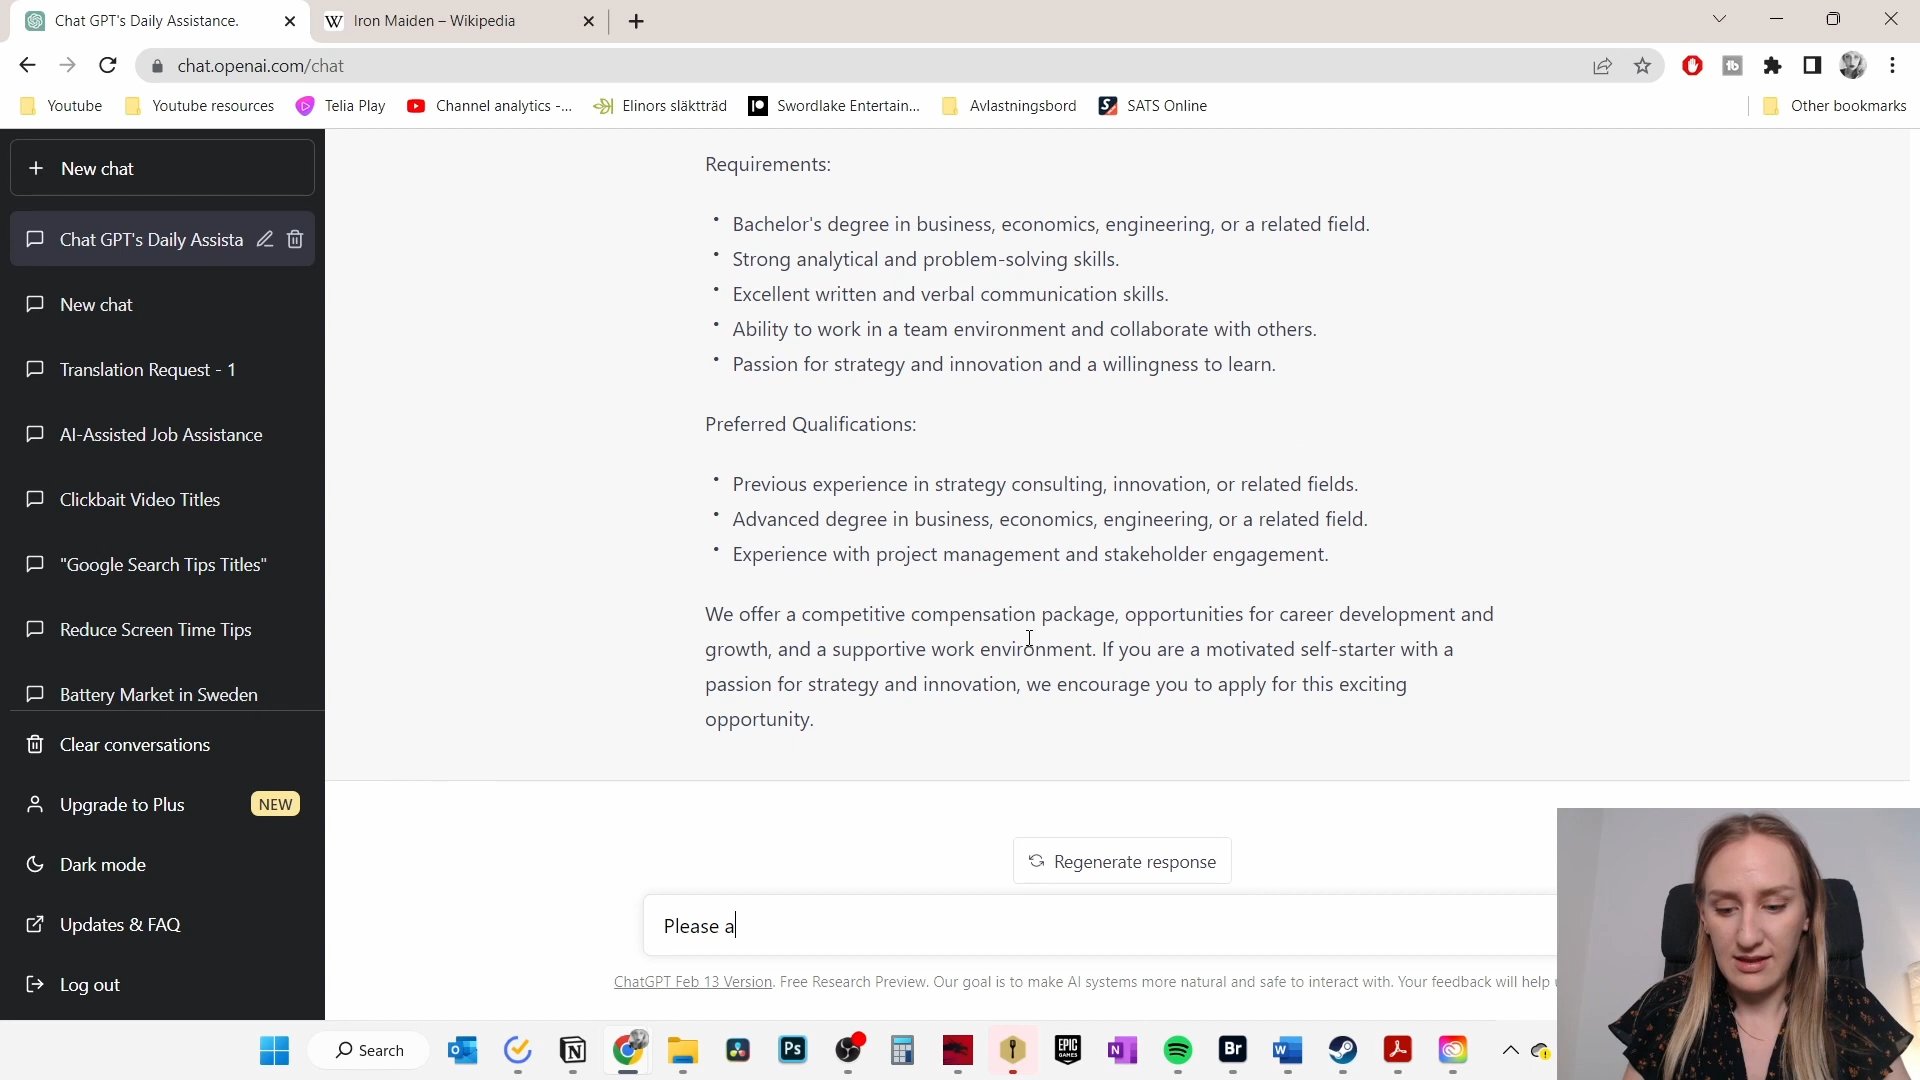 Chat GPT's Daily Assistance.
Iron Maiden – Wikipedia
chat.openai.com/chat
Youtube
Youtube resources
Telia Play
Channel analytics -...
Elinors släktträd
Swordlake Entertain...
Avlastningsbord
SATS Online
Other bookmarks
New chat
Chat GPT's Daily Assista
New chat
Translation Request - 1
AI-Assisted Job Assistance
Clickbait Video Titles
"Google Search Tips Titles"
Reduce Screen Time Tips
Battery Market in Sweden
Clear conversations
Upgrade to Plus NEW
Dark mode
Updates & FAQ
Log out
Requirements:
• Bachelor's degree in business, economics, engineering, or a related field.
• Strong analytical and problem-solving skills.
• Excellent written and verbal communication skills.
• Ability to work in a team environment and collaborate with others.
• Passion for strategy and innovation and a willingness to learn.
Preferred Qualifications:
• Previous experience in strategy consulting, innovation, or related fields.
• Advanced degree in business, economics, engineering, or a related field.
• Experience with project management and stakeholder engagement.
We offer a competitive compensation package, opportunities for career development and
growth, and a supportive work environment. If you are a motivated self-starter with a
passion for strategy and innovation, we encourage you to apply for this exciting
opportunity.
Regenerate response
Please a
ChatGPT Feb 13 Version. Free Research Preview. Our goal is to make AI systems more natural and safe to interact with. Your feedback will help
Search
Ps
EPIC
GAMES
Br